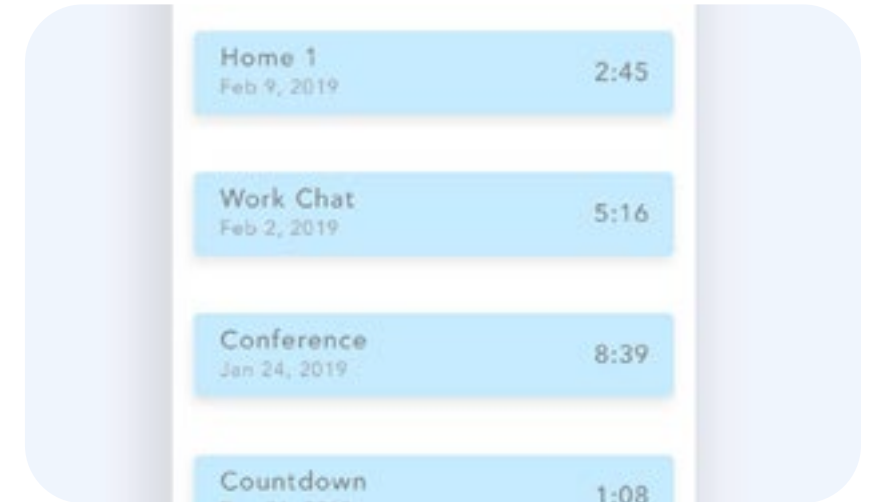 Home 1
Feb 9, 2019
2:45
Work Chat
Feb 2, 2019
5:16
Conference
Jan 24, 2019
8:39
Countdown
1:08